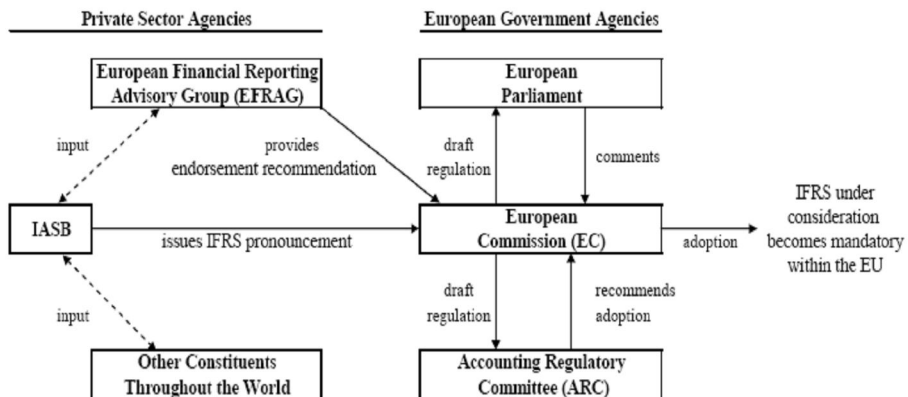 Private Sector Agencies
European Government Agencies
European Financial Reporting
Advisory Group (EFRAG)
European
Parliament
input
provides
endorsement recommendation
draft
regulation
comments
IASB
issues IFRS pronouncement
European
Commission (EC)
adoption
IFRS under
consideration
becomes mandatory
within the EU
input
draft
regulation
recommends
adoption
Other Constituents
Throughout the World
Accounting Regulatory
Committee (ARC)